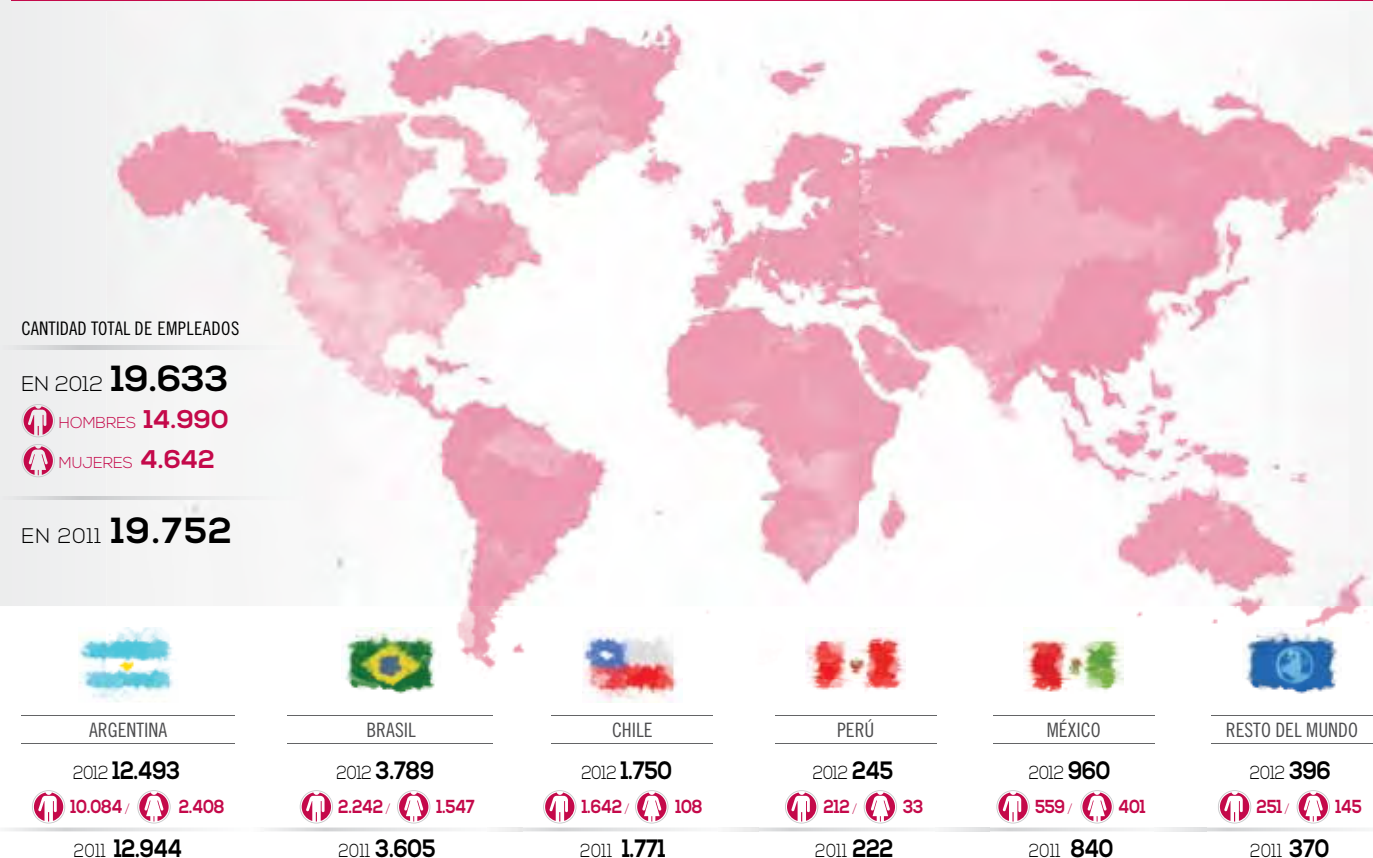 CANTIDAD TOTAL DE EMPLEADOS
EN 2012 19.633
HOMBRES 14.990
MUJERES 4.642
EN 2011 19.752
ARGENTINA
2012 12.493
10.084 / 2.408
2011 12.944
BRASIL
2012 3.789
2.242 / 1.547
2011 3.605
CHILE
2012 1.750
1.642 / 108
2011 1.771
PERÚ
2012 245
212 / 33
2011 222
MÉXICO
2012 960
559 / 401
2011 840
RESTO DEL MUNDO
2012 396
251 / 145
2011 370